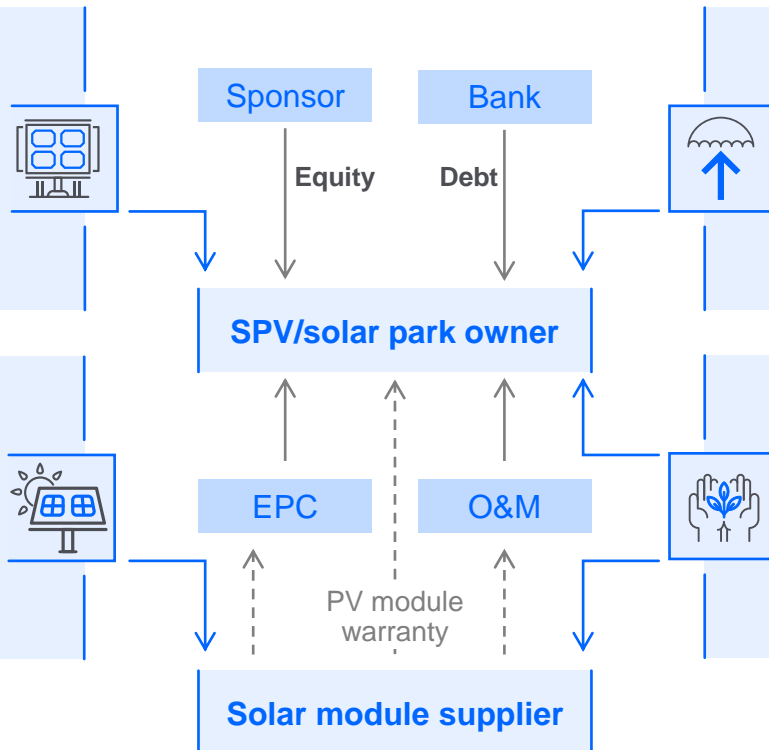 Sponsor
Bank
Equity
Debt
SPV/solar park owner
EPC
O&M
PV module
warranty
Solar module supplier